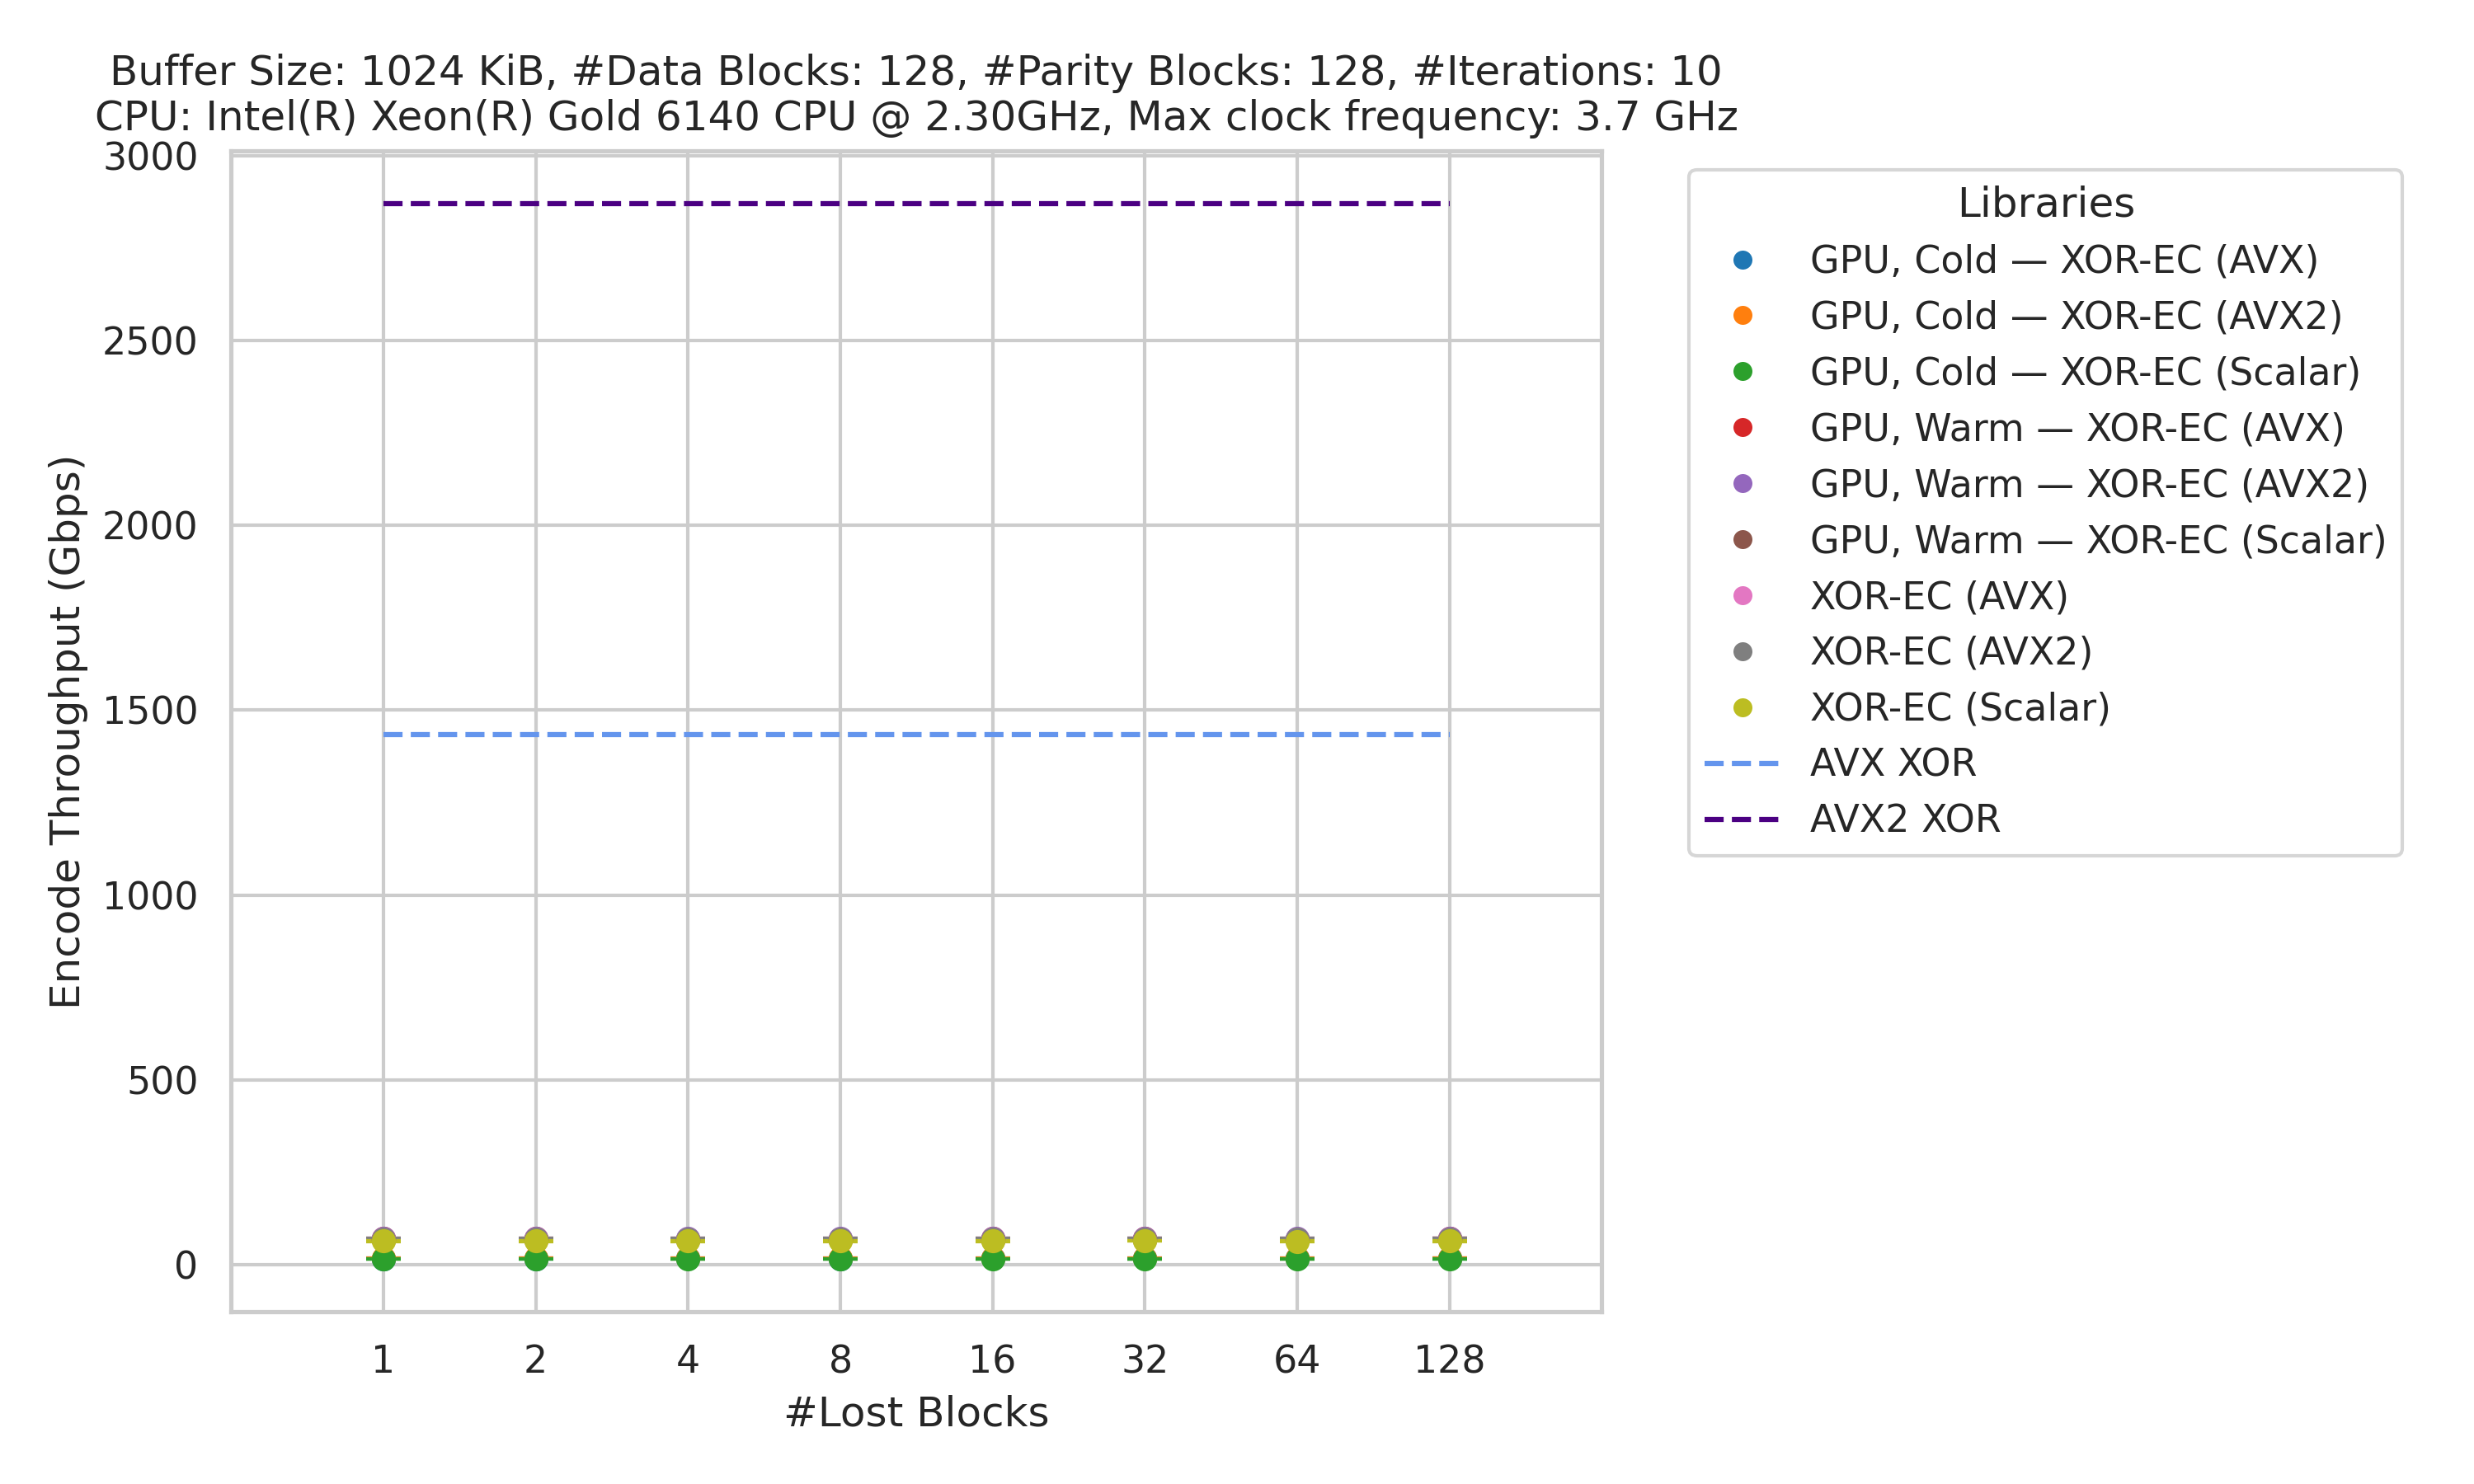 Buffer Size: 1024 KiB, #Data Blocks: 128, #Parity Blocks: 128, #Iterations: 10
CPU: Intel(R) Xeon(R) Gold 6140 CPU @ 2.30GHz, Max clock frequency: 3.7 GHz
3000
2500
2000
1500
1000
500
0
Encode Throughput (Gbps)
1 2 4 8 16 32 64 128
#Lost Blocks
Libraries
GPU, Cold — XOR-EC (AVX)
GPU, Cold — XOR-EC (AVX2)
GPU, Cold — XOR-EC (Scalar)
GPU, Warm — XOR-EC (AVX)
GPU, Warm — XOR-EC (AVX2)
GPU, Warm — XOR-EC (Scalar)
XOR-EC (AVX)
XOR-EC (AVX2)
XOR-EC (Scalar)
AVX XOR
AVX2 XOR